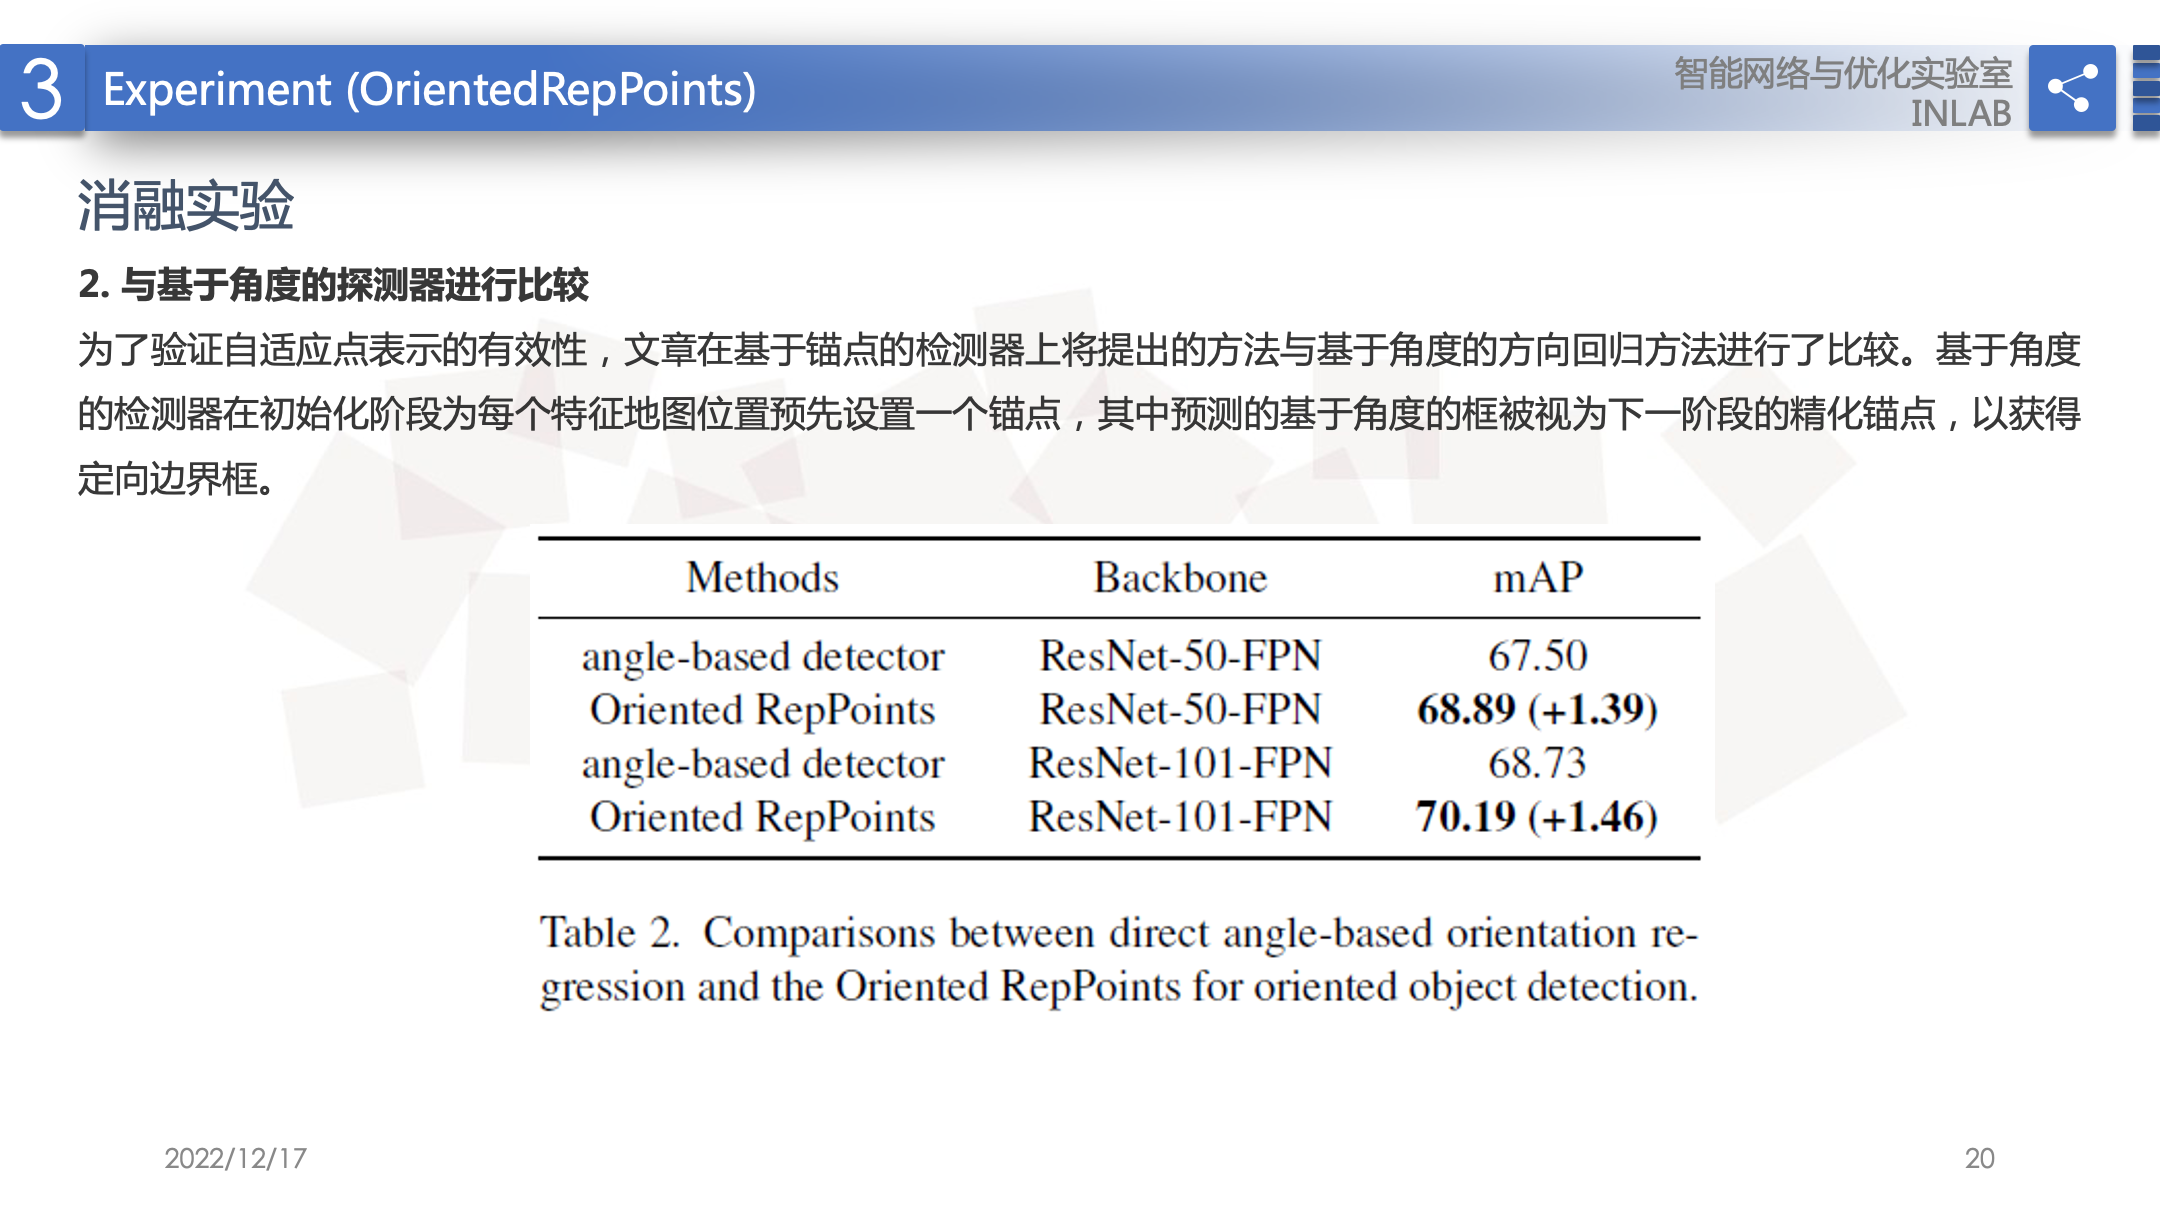 3
Experiment (OrientedRepPoints)
智能网络与优化实验室
INLAB
消融实验
2. 与基于角度的探测器进行比较
为了验证自适应点表示的有效性，文章在基于锚点的检测器上将提出的方法与基于角度的方向回归方法进行了比较。基于角度
的检测器在初始化阶段为每个特征地图位置预先设置一个锚点，其中预测的基于角度的框被视为下一阶段的精化锚点，以获得
定向边界框。
Methods Backbone mAP
angle-based detector ResNet-50-FPN 67.50
Oriented RepPoints ResNet-50-FPN 68.89 (+1.39)
angle-based detector ResNet-101-FPN 68.73
Oriented RepPoints ResNet-101-FPN 70.19 (+1.46)
Table 2. Comparisons between direct angle-based orientation re-
gression and the Oriented RepPoints for oriented object detection.
2022/12/17
20